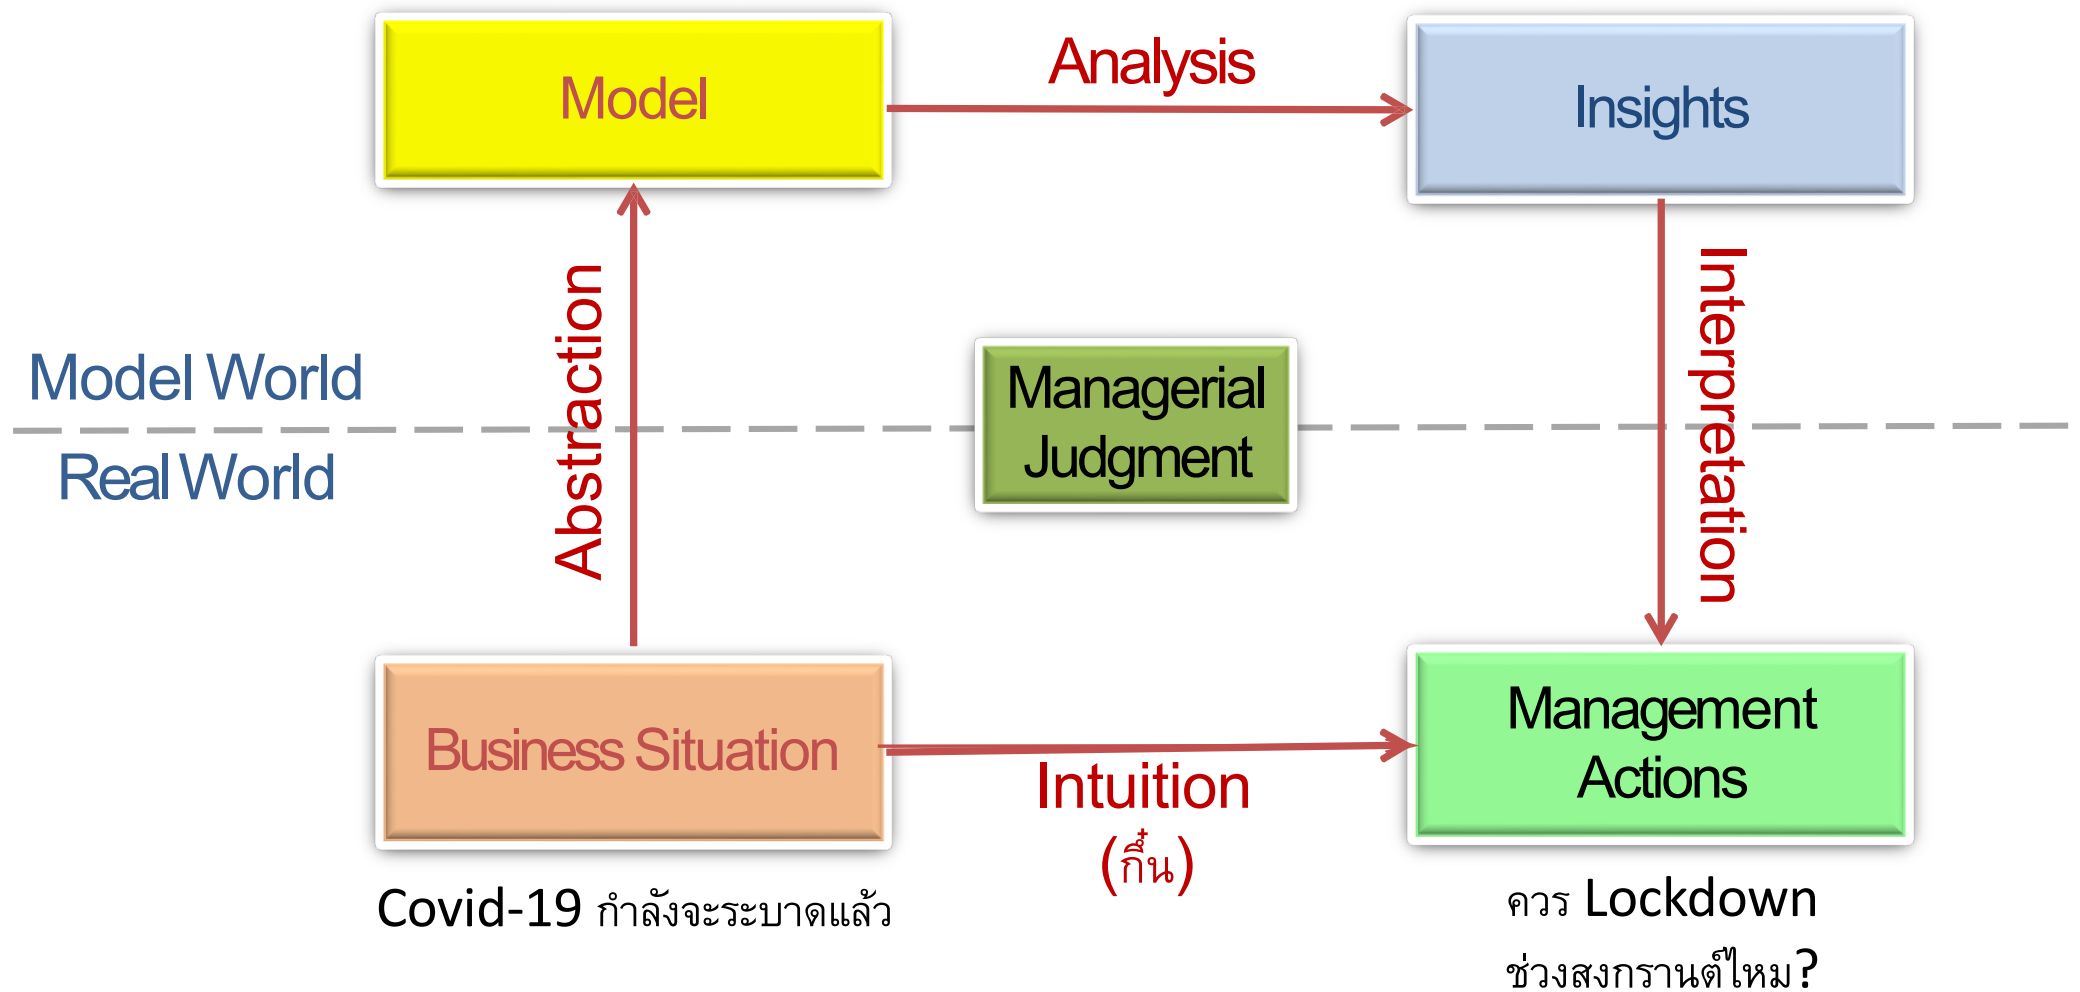 Model
Analysis
Insights
Abstraction
Interpretation
Model World
Managerial
Judgment
Real World
Business Situation
Intuition
(กึ๋น)
Management
Actions
Covid-19 กำลังจะระบาดแล้ว
ควร Lockdown
ช่วงสงกรานต์ไหม?